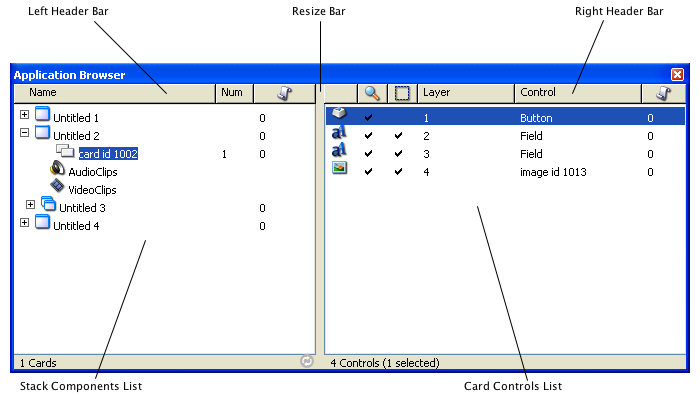 Left Header Bar Resize Bar Right Header Bar
Application Browser
Name Num Layer Control
Untitled 1 0 1 Button 0
Untitled 2 0 2 Field 0
card id 1002 1 0 3 Field 0
AudioClips 4 image id 1013 0
VideoClips
Untitled 3 0
Untitled 4 0
1 Cards 4 Controls (1 selected)
Stack Components List Card Controls List